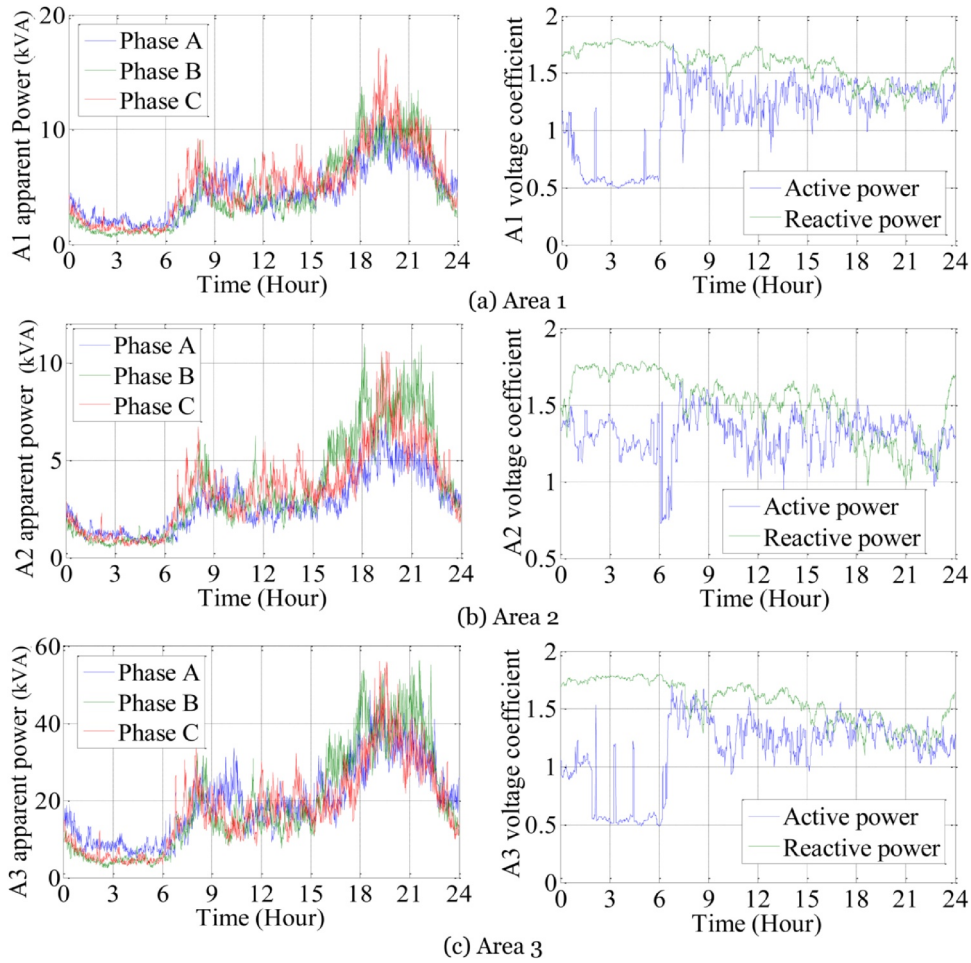 20
15
10
5
0
A1 apparent Power (kVA)
Phase A
Phase B
Phase C
0 3 6 9 12 15 18 21 24
Time (Hour)
2
1.5
1
0.5
0
A1 voltage coefficient
Active power
Reactive power
0 3 6 9 12 15 18 21 24
Time (Hour)
(a) Area 1
10
5
0
A2 apparent power (kVA)
Phase A
Phase B
Phase C
0 3 6 9 12 15 18 21 24
Time (Hour)
2
1.5
1
0.5
A2 voltage coefficient
Active power
Reactive power
0 3 6 9 12 15 18 21 24
Time (Hour)
(b) Area 2
60
40
20
0
A3 apparent power (kVA)
Phase A
Phase B
Phase C
0 3 6 9 12 15 18 21 24
Time (Hour)
2
1.5
1
0.5
0
A3 voltage coefficient
Active power
Reactive power
0 3 6 9 12 15 18 21 24
Time (Hour)
(c) Area 3